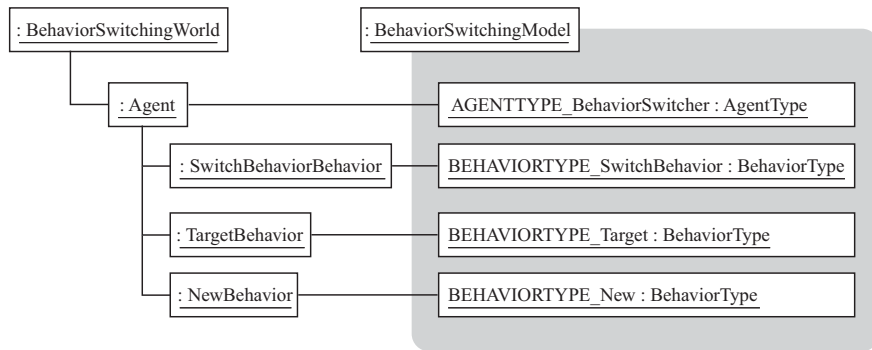 : BehaviorSwitchingWorld
: BehaviorSwitchingModel
: Agent
AGENTTYPE_BehaviorSwitcher : AgentType
: SwitchBehaviorBehavior
BEHAVIORTYPE_SwitchBehavior : BehaviorType
: TargetBehavior
BEHAVIORTYPE_Target : BehaviorType
: NewBehavior
BEHAVIORTYPE_New : BehaviorType